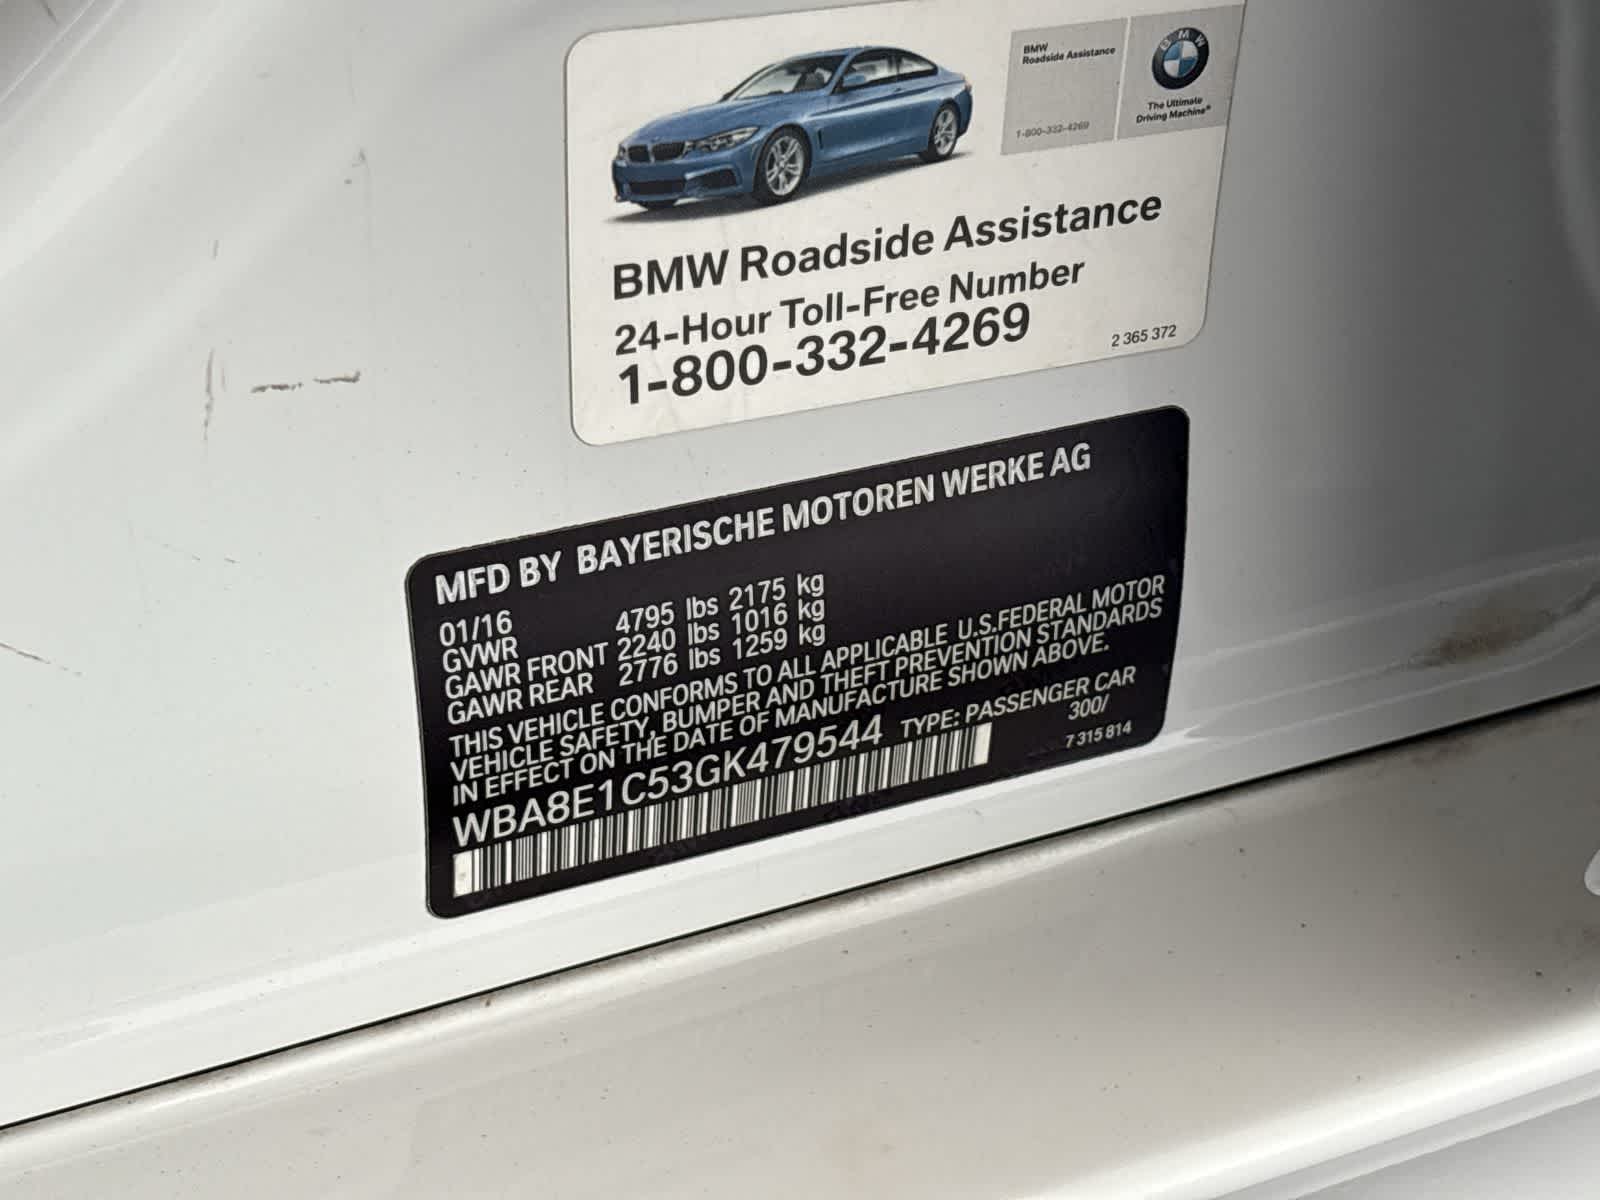 BMW
Roadside Assistance
1-800-332-4269
BMW
The Ultimate
Driving Machine®
BMW Roadside Assistance
24-Hour Toll-Free Number
1-800-332-4269
2 365 372
MFD BY BAYERISCHE MOTOREN WERKE AG
01/16
GVWR 4795 lbs 2175 kg
GAWR FRONT 2240 lbs 1016 kg
GAWR REAR 2776 lbs 1259 kg
THIS VEHICLE CONFORMS TO ALL APPLICABLE U.S.FEDERAL MOTOR
VEHICLE SAFETY, BUMPER AND THEFT PREVENTION STANDARDS
IN EFFECT ON THE DATE OF MANUFACTURE SHOWN ABOVE.
WBA8E1C53GK479544 TYPE: PASSENGER CAR
300/
7 315 814